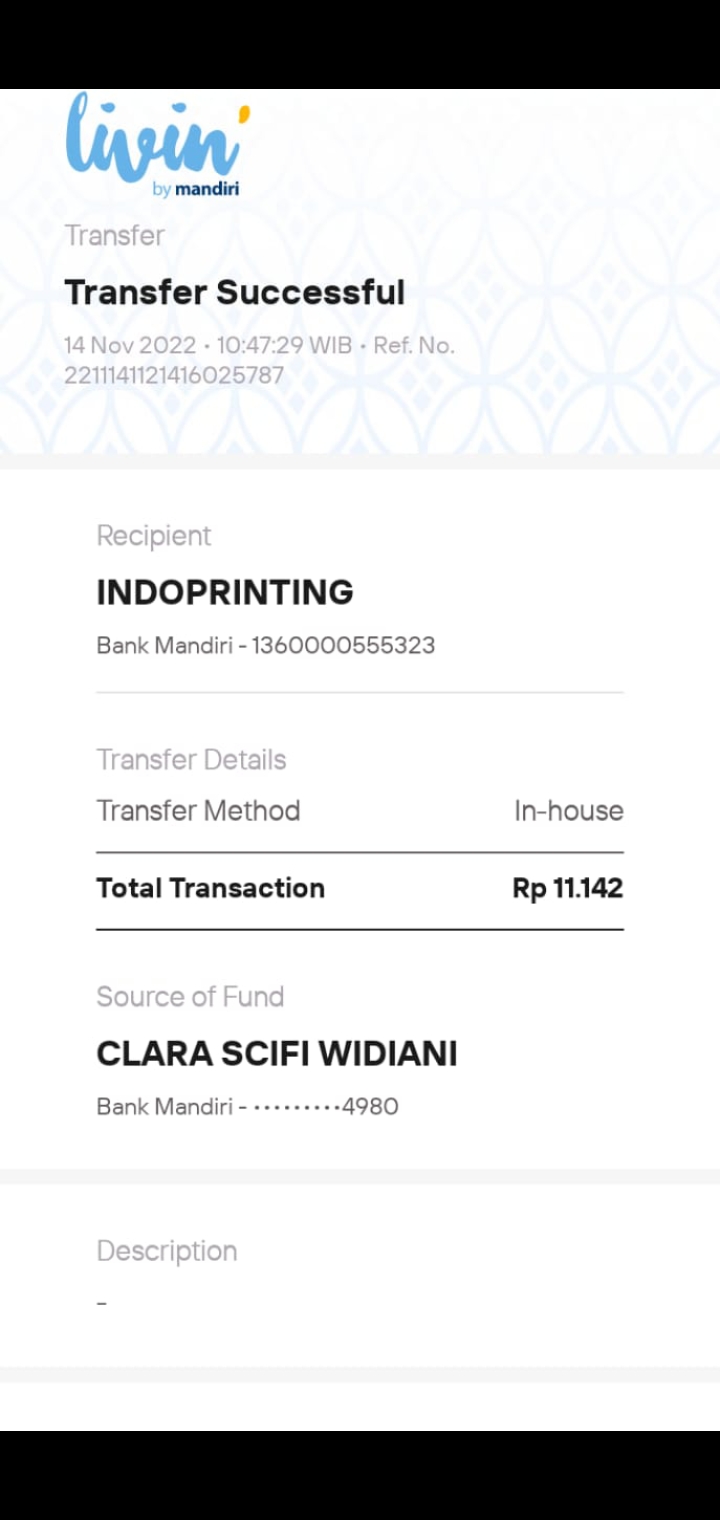 livin'
by mandiri
Transfer
Transfer Successful
14 Nov 2022 • 10:47:29 WIB • Ref. No.
2211141121416025787
Recipient
INDOPRINTING
Bank Mandiri - 1360000555323
Transfer Details
Transfer Method In-house
Total Transaction Rp 11.142
Source of Fund
CLARA SCIFI WIDIANI
Bank Mandiri - •••••••••4980
Description
-